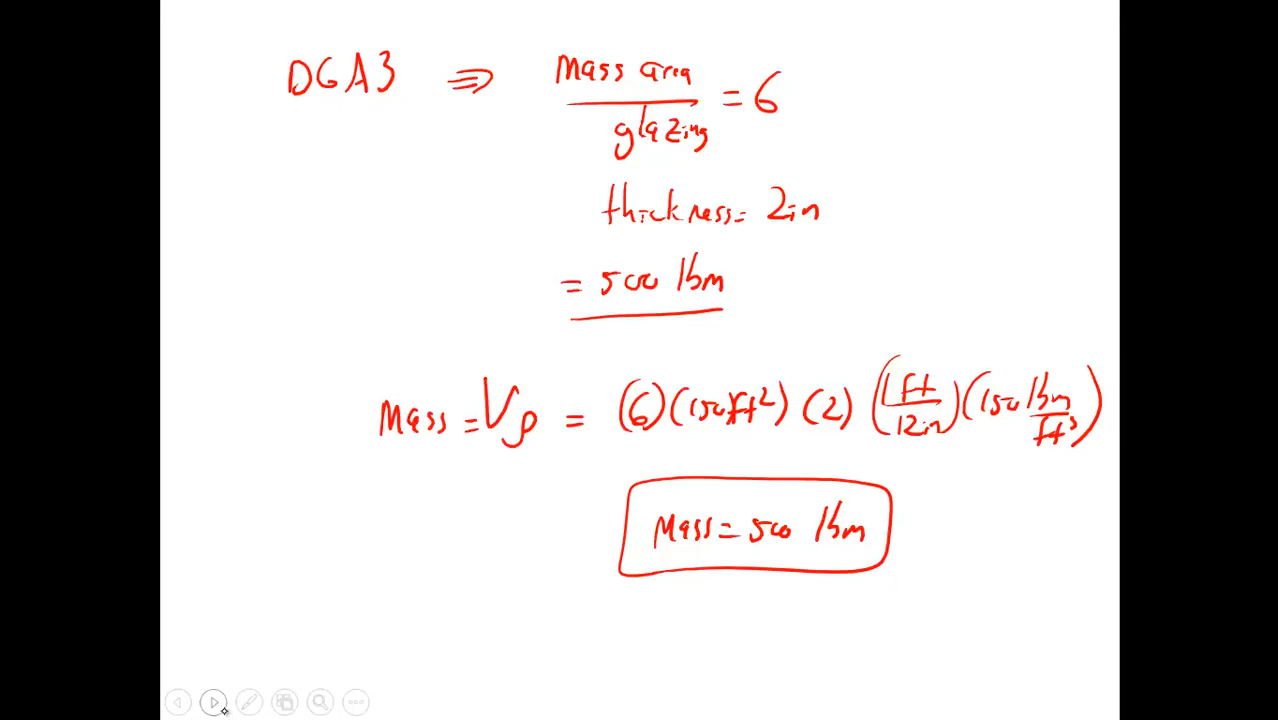 DGA3 ⇒ Mass area / glazing = 6
thickness = 2in
= 500 lbm
Mass = Vρ = (6)(150ft²)(2)(1ft/12in)(150 lbm/ft³)
Mass = 500 lbm